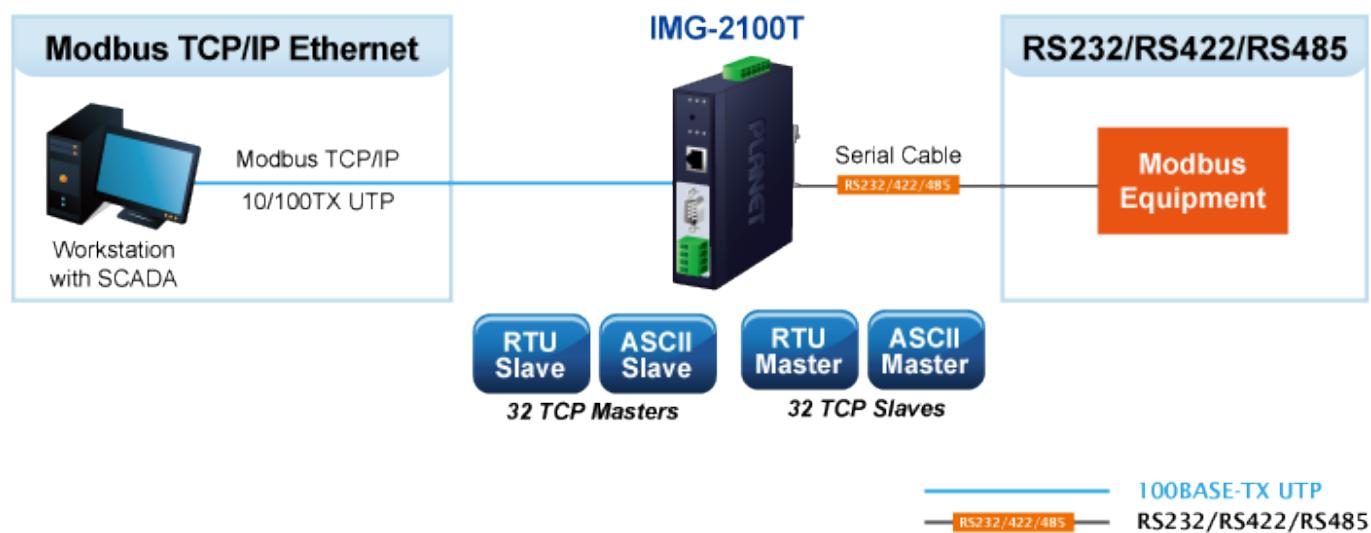 IMG-2100T
Modbus TCP/IP Ethernet
RS232/RS422/RS485
Modbus TCP/IP
10/100TX UTP
Workstation
with SCADA
PLANET
Serial Cable
RS232/422/485
Modbus
Equipment
RTU
Slave
ASCII
Slave
RTU
Master
ASCII
Master
32 TCP Masters
32 TCP Slaves
100BASE-TX UTP
RS232/422/485
RS232/RS422/RS485